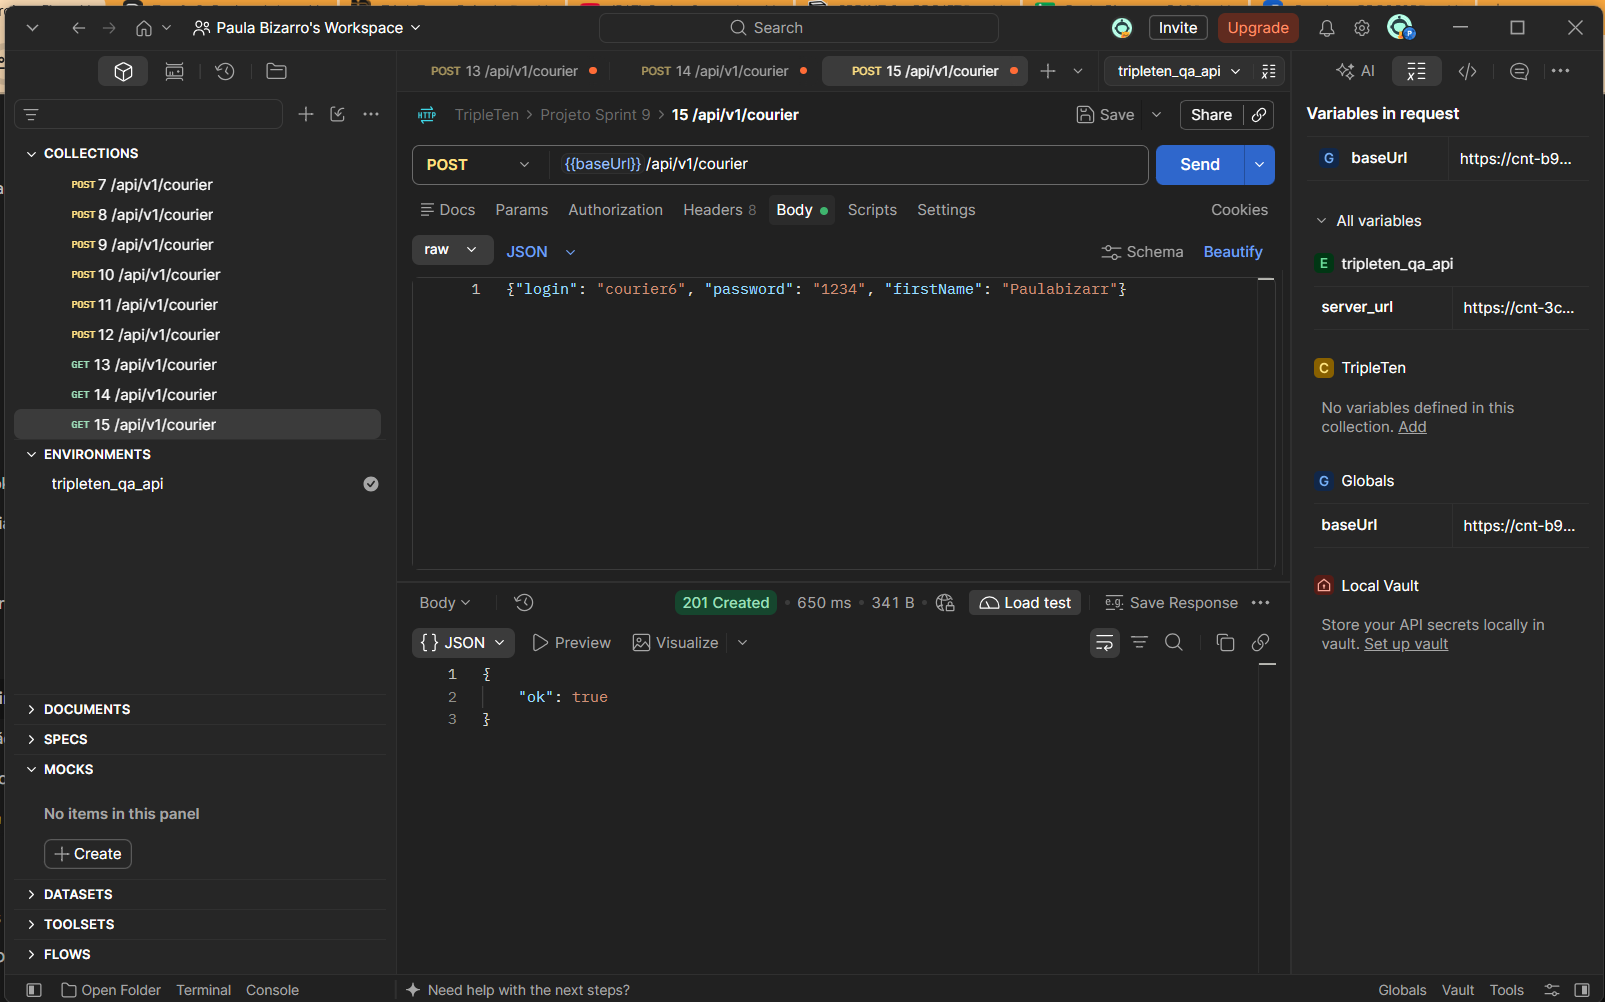 Paula Bizarro's Workspace
Search
Invite
Upgrade
POST 13 /api/v1/courier
POST 14 /api/v1/courier
POST 15 /api/v1/courier
tripleten_qa_api
AI
HTTP
TripleTen > Projeto Sprint 9 > 15 /api/v1/courier
Save
Share
Variables in request
COLLECTIONS
POST 7 /api/v1/courier
POST 8 /api/v1/courier
POST 9 /api/v1/courier
POST 10 /api/v1/courier
POST 11 /api/v1/courier
POST 12 /api/v1/courier
GET 13 /api/v1/courier
GET 14 /api/v1/courier
GET 15 /api/v1/courier
ENVIRONMENTS
tripleten_qa_api
DOCUMENTS
SPECS
MOCKS
No items in this panel
Create
DATASETS
TOOLSETS
FLOWS
POST
{{baseUrl}} /api/v1/courier
Send
Docs
Params
Authorization
Headers 8
Body
Scripts
Settings
Cookies
raw
JSON
Schema
Beautify
1 {"login": "courier6", "password": "1234", "firstName": "Paulabizarr"}
Body
201 Created
650 ms
341 B
Load test
e.g.
Save Response
{} JSON
Preview
Visualize
1 {
2 "ok": true
3 }
G baseUrl https://cnt-b9...
All variables
E tripleten_qa_api
server_url https://cnt-3c...
C TripleTen
No variables defined in this
collection. Add
G Globals
baseUrl https://cnt-b9...
Local Vault
Store your API secrets locally in
vault. Set up vault
Open Folder
Terminal
Console
Need help with the next steps?
Globals
Vault
Tools